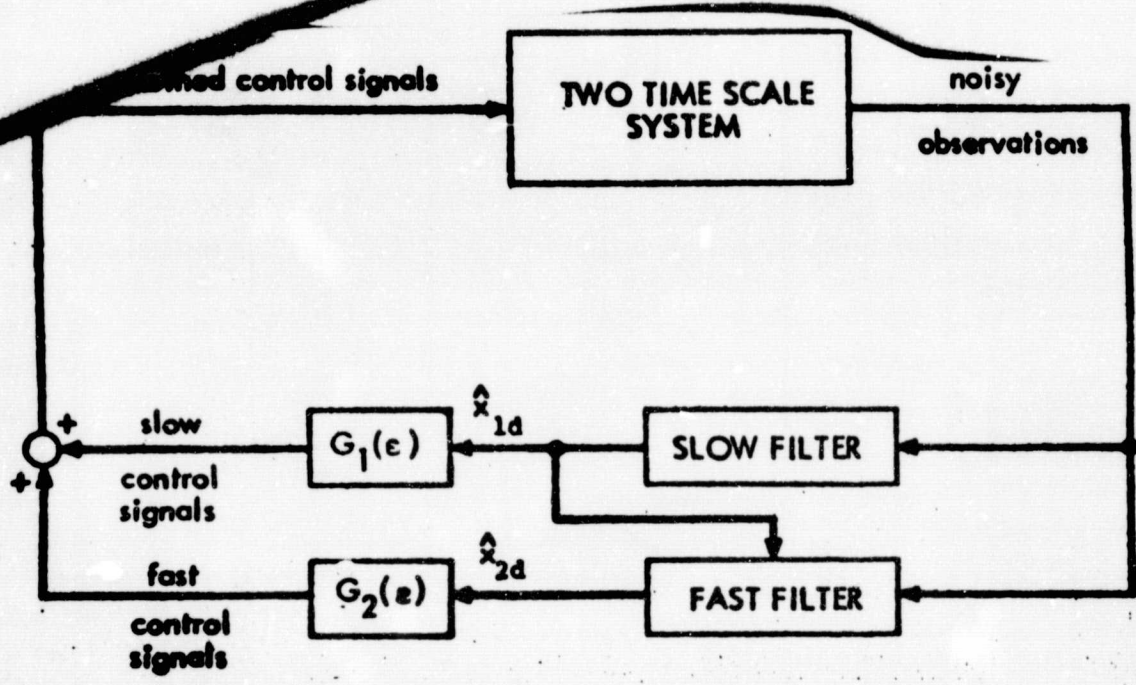 control signals
TWO TIME SCALE
SYSTEM
noisy
observations
+
slow
G₁(ε)
x̂₁d
SLOW FILTER
+
control
signals
fast
G₂(ε)
x̂₂d
FAST FILTER
control
signals